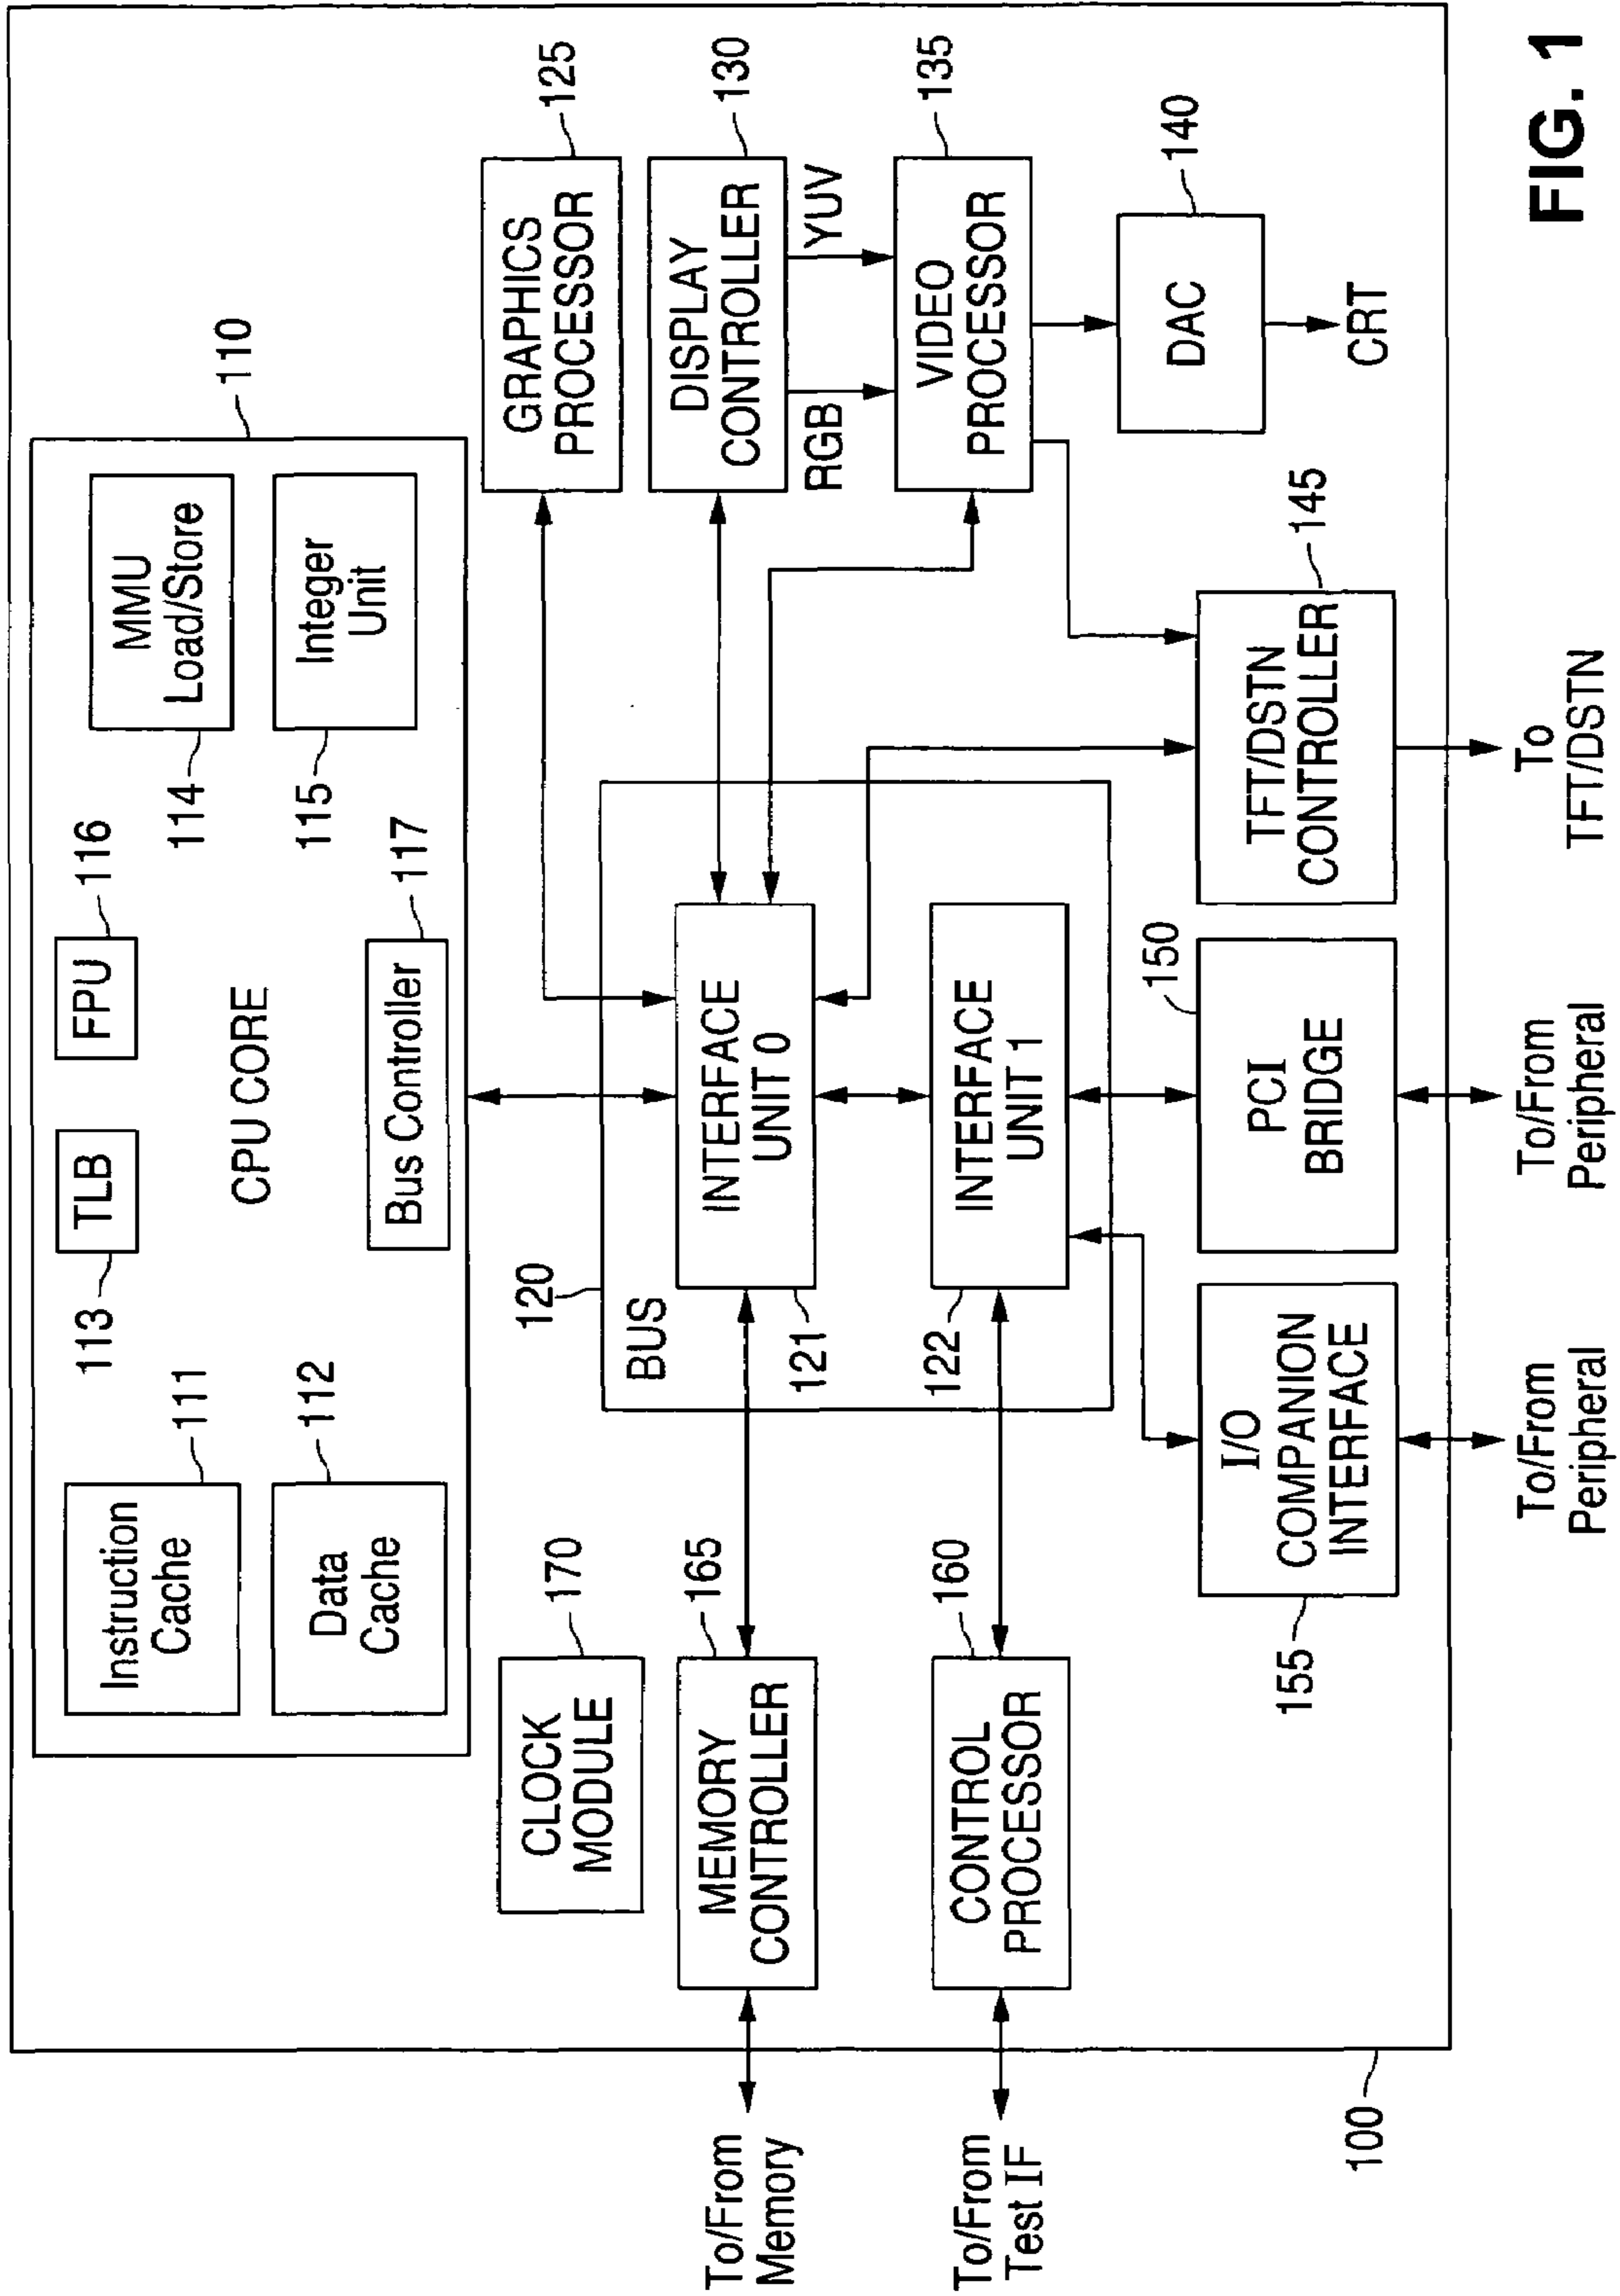 110
Instruction
Cache
111
Data
Cache
112
TLB
113
FPU
116
CPU CORE
Bus Controller
117
MMU
Load/Store
114
Integer
Unit
115
CLOCK
MODULE
170
120
BUS
GRAPHICS
PROCESSOR
125
To/From
Memory
MEMORY
CONTROLLER
165
INTERFACE
UNIT 0
121
DISPLAY
CONTROLLER
130
RGB
YUV
To/From
Test IF
CONTROL
PROCESSOR
160
INTERFACE
UNIT 1
122
VIDEO
PROCESSOR
135
DAC
140
CRT
I/O
COMPANION
INTERFACE
155
PCI
BRIDGE
150
TFT/DSTN
CONTROLLER
145
100
To/From
Peripheral
To/From
Peripheral
To
TFT/DSTN
FIG. 1